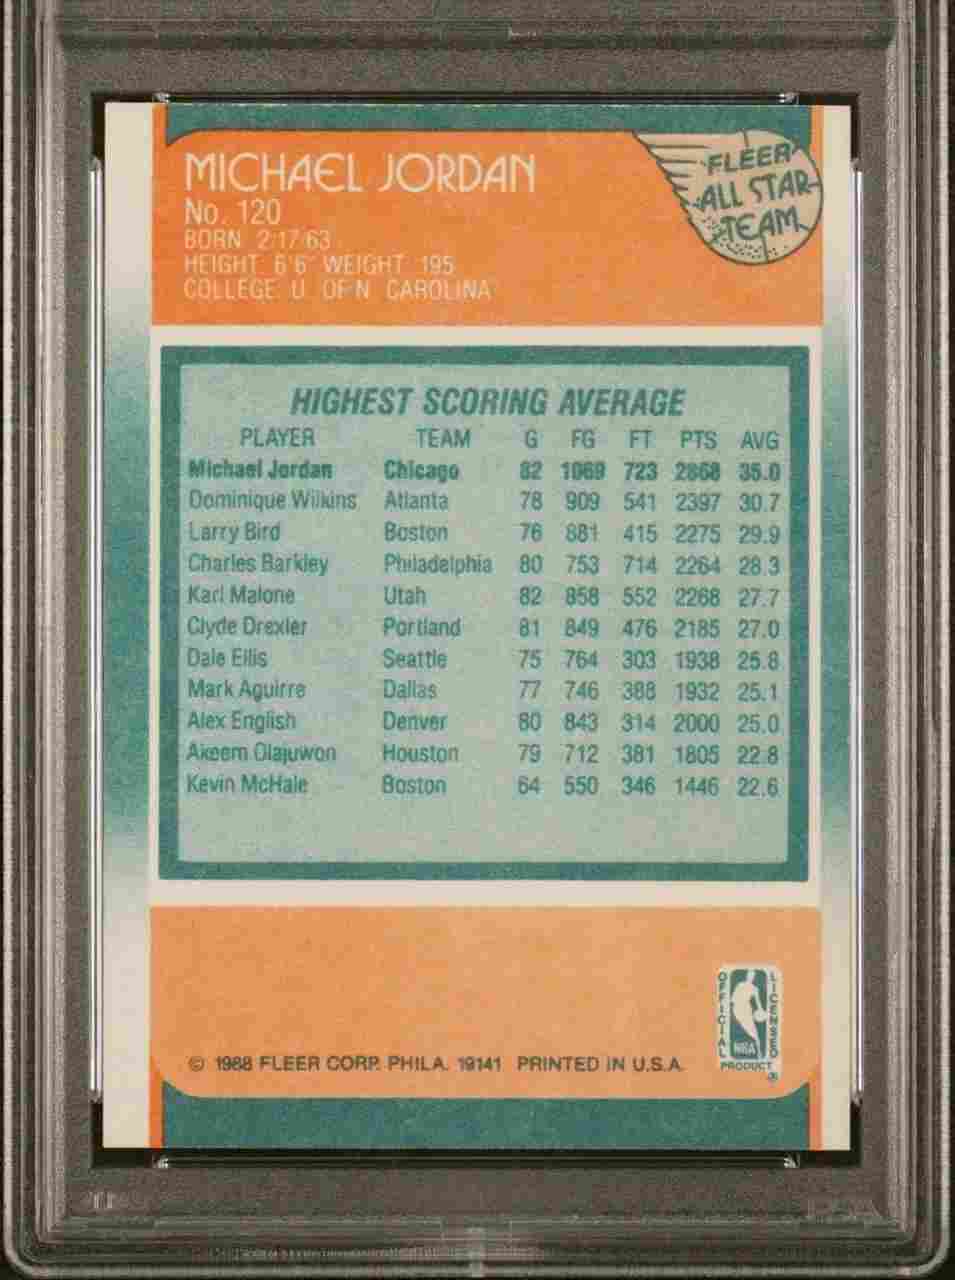 MICHAEL JORDAN
No. 120
BORN 2/17/63
HEIGHT 6'6" WEIGHT 195
COLLEGE U. OF N. CAROLINA
FLEER
ALL STAR
TEAM
HIGHEST SCORING AVERAGE
PLAYER TEAM G FG FT PTS AVG
Michael Jordan Chicago 82 1069 723 2868 35.0
Dominique Wilkins Atlanta 78 909 541 2397 30.7
Larry Bird Boston 76 881 415 2275 29.9
Charles Barkley Philadelphia 80 753 714 2264 28.3
Karl Malone Utah 82 858 552 2268 27.7
Clyde Drexler Portland 81 849 476 2185 27.0
Dale Ellis Seattle 75 764 303 1938 25.8
Mark Aguirre Dallas 77 746 388 1932 25.1
Alex English Denver 80 843 314 2000 25.0
Akeem Olajuwon Houston 79 712 381 1805 22.8
Kevin McHale Boston 64 550 346 1446 22.6
OFFICIAL LICENSED
NBA
PRODUCT ®
© 1988 FLEER CORP. PHILA. 19141 PRINTED IN U.S.A.
PSA